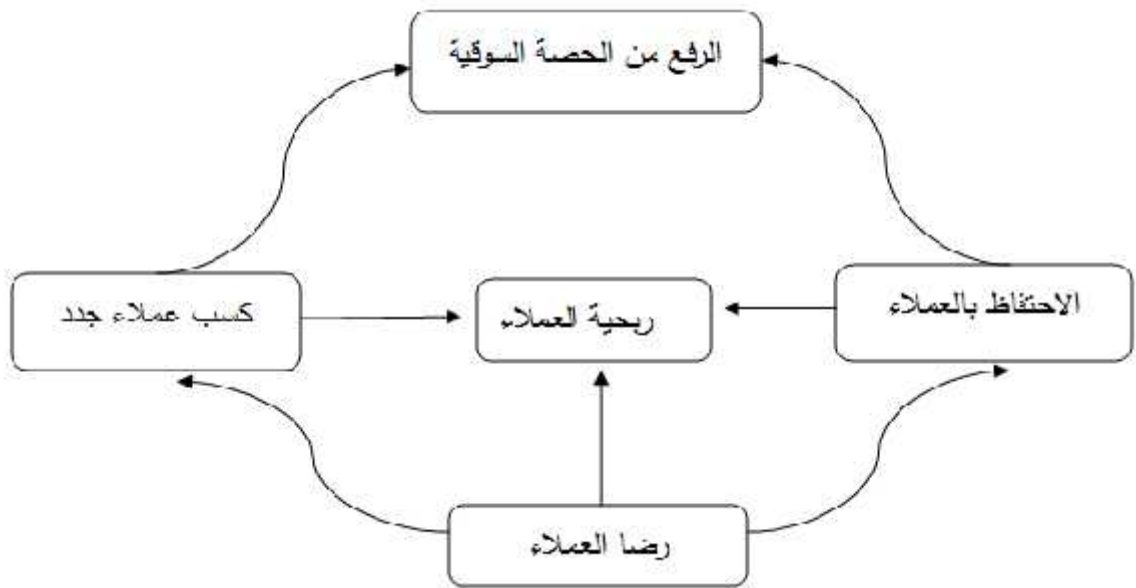 الرفع من الحصة السوقية
الاحتفاظ بالعملاء
ربحية العملاء
كسب عملاء جدد
رضا العملاء